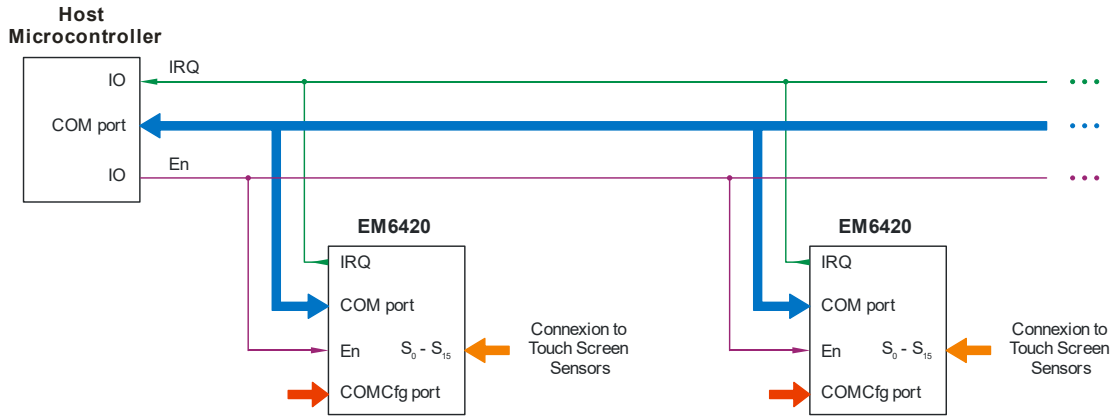 Host
Microcontroller
IO
IRQ
COM port
IO
En
EM6420
IRQ
COM port
En
S0 - S15
COMCfg port
Connexion to
Touch Screen
Sensors
EM6420
IRQ
COM port
En
S0 - S15
COMCfg port
Connexion to
Touch Screen
Sensors